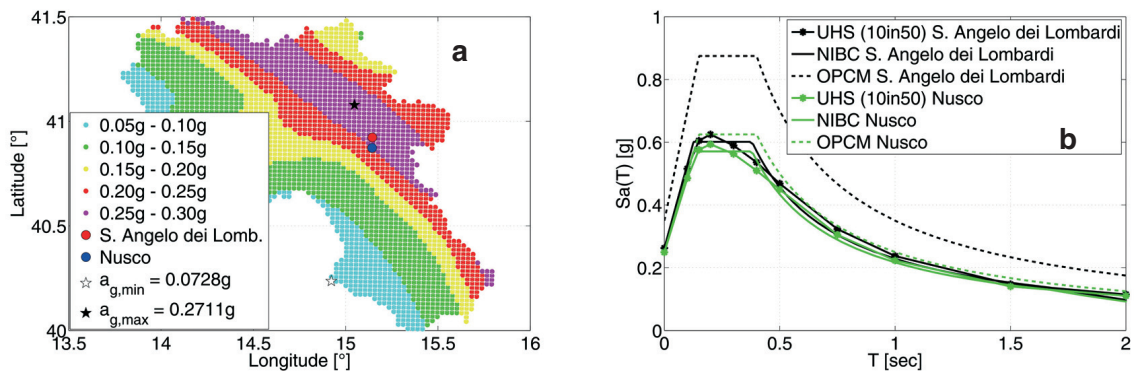 41.5
41
40.5
40
Latitude [°]
13.5
14
14.5
15
15.5
16
Longitude [°]
a
0.05g - 0.10g
0.10g - 0.15g
0.15g - 0.20g
0.20g - 0.25g
0.25g - 0.30g
S. Angelo dei Lomb.
Nusco
a g,min = 0.0728g
a g,max = 0.2711g
1
0.8
0.6
0.4
0.2
0
Sa(T) [g]
0
0.5
1
1.5
2
T [sec]
UHS (10in50) S. Angelo dei Lombardi
NIBC S. Angelo dei Lombardi
OPCM S. Angelo dei Lombardi
UHS (10in50) Nusco
NIBC Nusco
OPCM Nusco
b